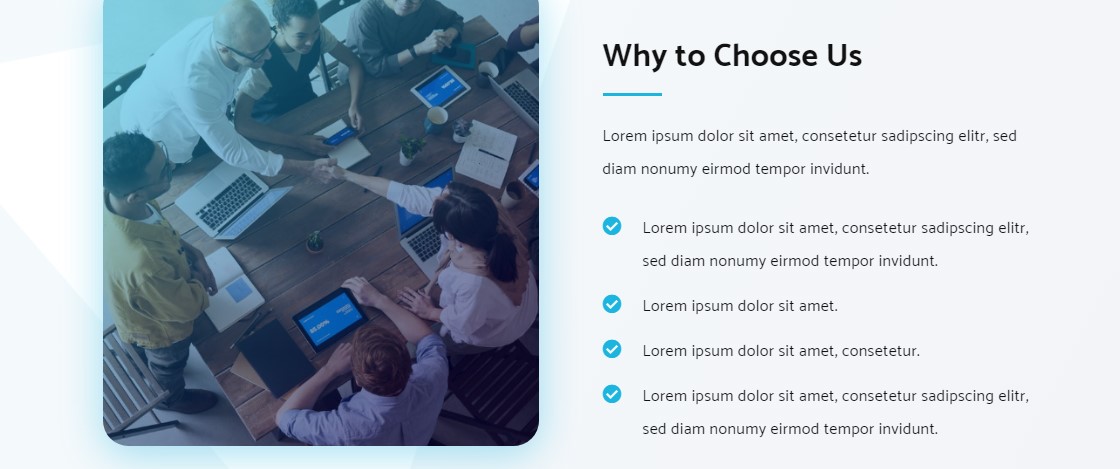 Why to Choose Us
Lorem ipsum dolor sit amet, consetetur sadipscing elitr, sed
diam nonumy eirmod tempor invidunt.
Lorem ipsum dolor sit amet, consetetur sadipscing elitr,
sed diam nonumy eirmod tempor invidunt.
Lorem ipsum dolor sit amet.
Lorem ipsum dolor sit amet, consetetur.
Lorem ipsum dolor sit amet, consetetur sadipscing elitr,
sed diam nonumy eirmod tempor invidunt.